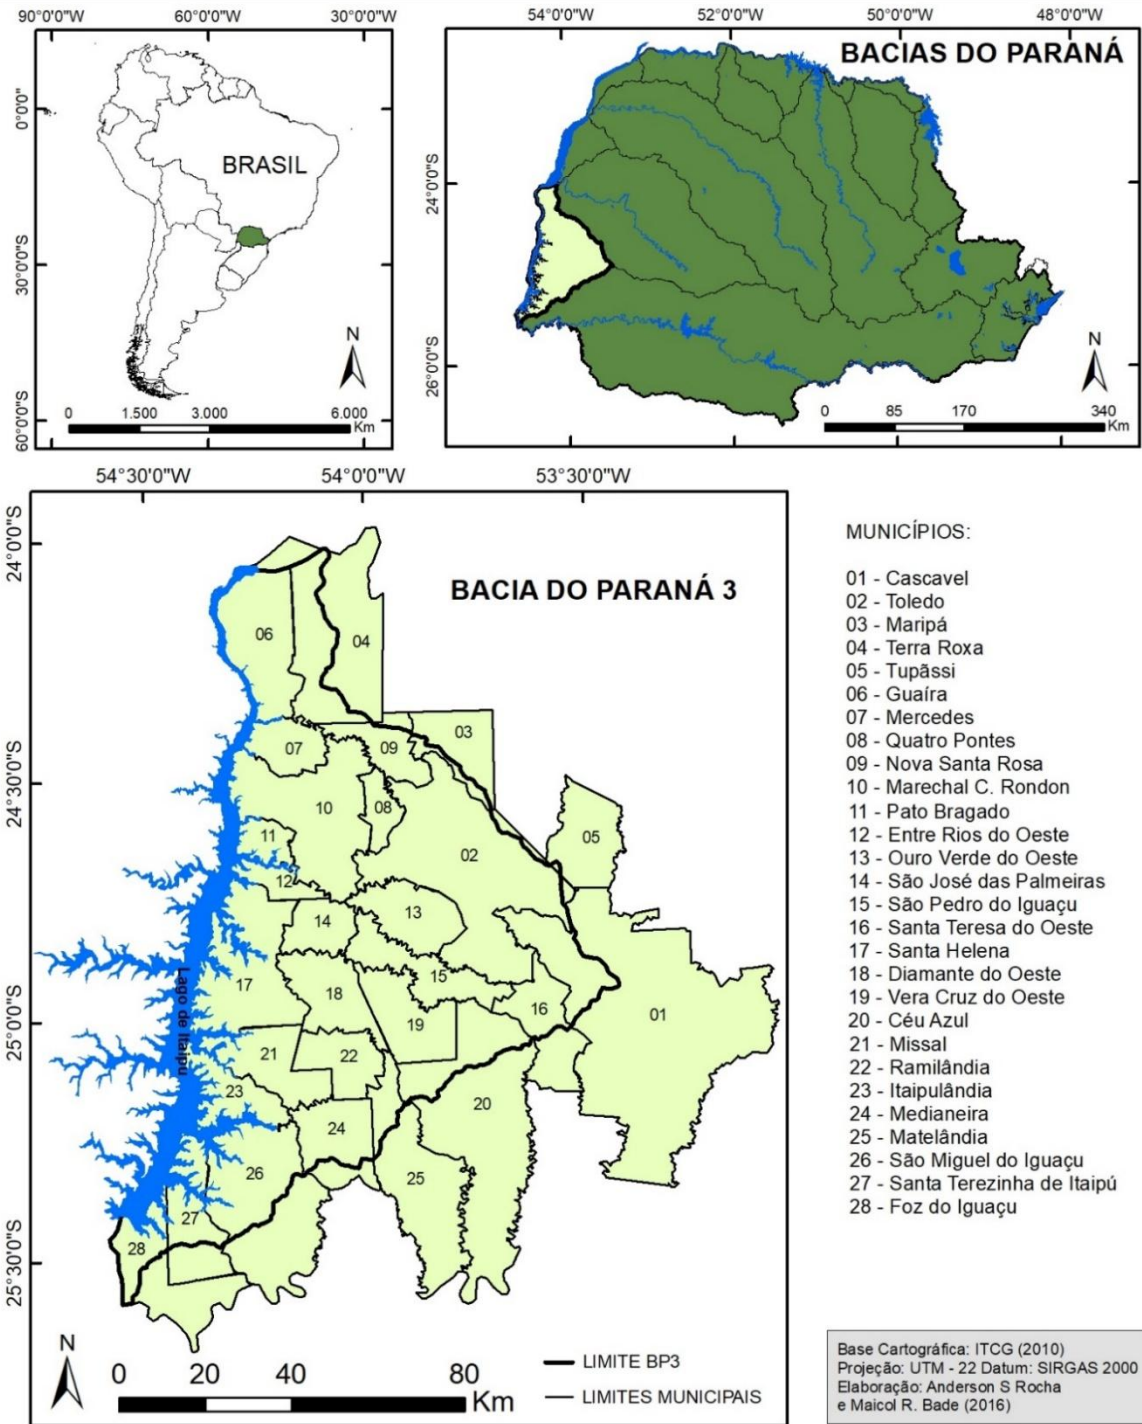 90°0'0"W 60°0'0"W 30°0'0"W
0°0'0"
30°0'0"S
60°0'0"S
BRASIL
N
0 1.500 3.000 6.000
Km
54°0'0"W 52°0'0"W 50°0'0"W 48°0'0"W
24°0'0"S
26°0'0"S
BACIAS DO PARANÁ
N
0 85 170 340
Km
54°30'0"W 54°0'0"W 53°30'0"W
24°0'0"S
24°30'0"S
25°0'0"S
25°30'0"S
BACIA DO PARANÁ 3
06
04
03
07
09
10
08
05
11
02
12
13
14
15
17
18
16
19
01
21
22
23
20
24
26
25
27
28
Lago de Itaipu
N
0 20 40 80
Km
LIMITE BP3
LIMITES MUNICIPAIS
MUNICÍPIOS:
01 - Cascavel
02 - Toledo
03 - Maripá
04 - Terra Roxa
05 - Tupãssi
06 - Guaíra
07 - Mercedes
08 - Quatro Pontes
09 - Nova Santa Rosa
10 - Marechal C. Rondon
11 - Pato Bragado
12 - Entre Rios do Oeste
13 - Ouro Verde do Oeste
14 - São José das Palmeiras
15 - São Pedro do Iguaçu
16 - Santa Teresa do Oeste
17 - Santa Helena
18 - Diamante do Oeste
19 - Vera Cruz do Oeste
20 - Céu Azul
21 - Missal
22 - Ramilândia
23 - Itaipulândia
24 - Medianeira
25 - Matelândia
26 - São Miguel do Iguaçu
27 - Santa Terezinha de Itaipú
28 - Foz do Iguaçu
Base Cartográfica: ITCG (2010)
Projeção: UTM - 22 Datum: SIRGAS 2000
Elaboração: Anderson S Rocha
e Maicol R. Bade (2016)